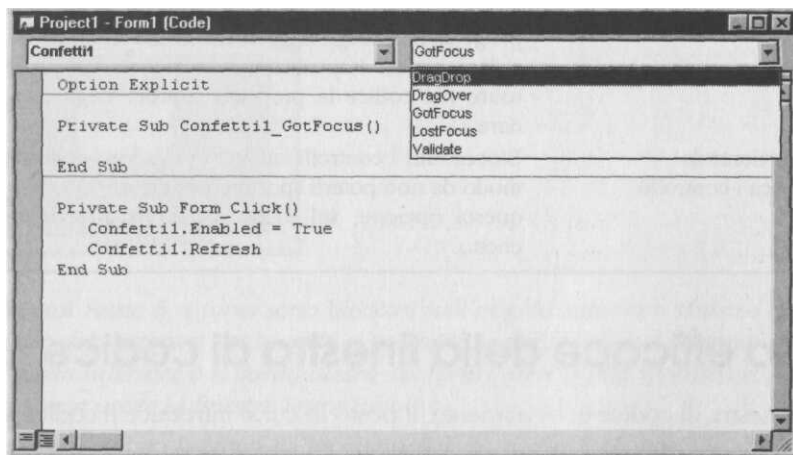 Project1 - Form1 (Code)
Confetti1
GotFocus
DragDrop
DragOver
GotFocus
LostFocus
Validate
Option Explicit
Private Sub Confetti1_GotFocus()
End Sub
Private Sub Form_Click()
Confetti1.Enabled = True
Confetti1.Refresh
End Sub